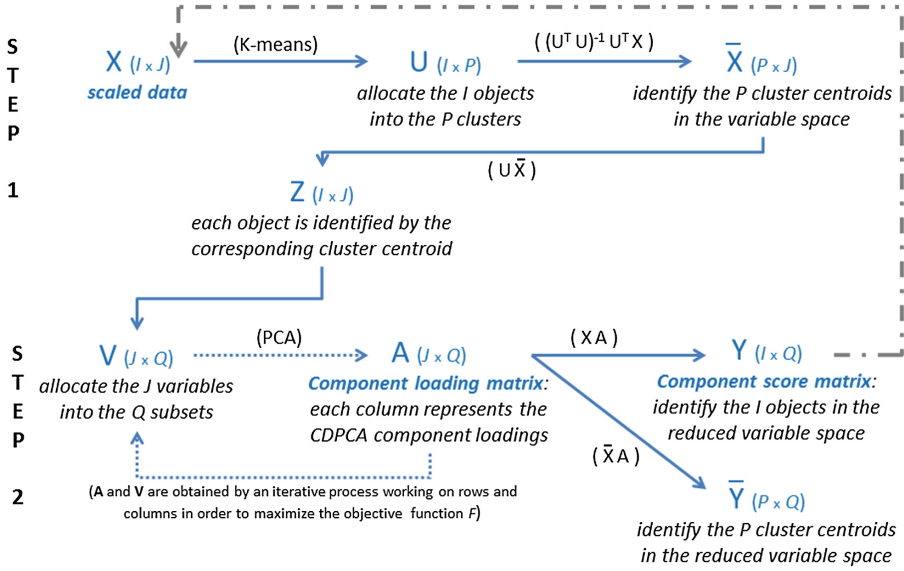 STEP 1
X (I x J)
scaled data
(K-means)
U (I x P)
allocate the I objects
into the P clusters
( (Uᵀ U)⁻¹ UᵀX )
X̅ (P x J)
identify the P cluster centroids
in the variable space
( U X̅ )
Z (I x J)
each object is identified by the
corresponding cluster centroid
STEP 2
V (J x Q)
allocate the J variables
into the Q subsets
(PCA)
A (J x Q)
Component loading matrix:
each column represents the
CDPCA component loadings
( X A )
Y (I x Q)
Component score matrix:
identify the I objects in the
reduced variable space
( X̅ A )
Y̅ (P x Q)
identify the P cluster centroids
in the reduced variable space
(A and V are obtained by an iterative process working on rows and
columns in order to maximize the objective function F)